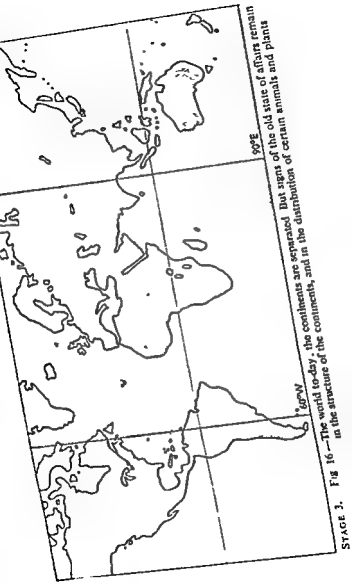 90°E
60°W
STAGE 3. Fig 16—The world to-day, the continents are separated But signs of the old state of affairs remain
in the structure of the continents, and in the distribution of certain animals and plants